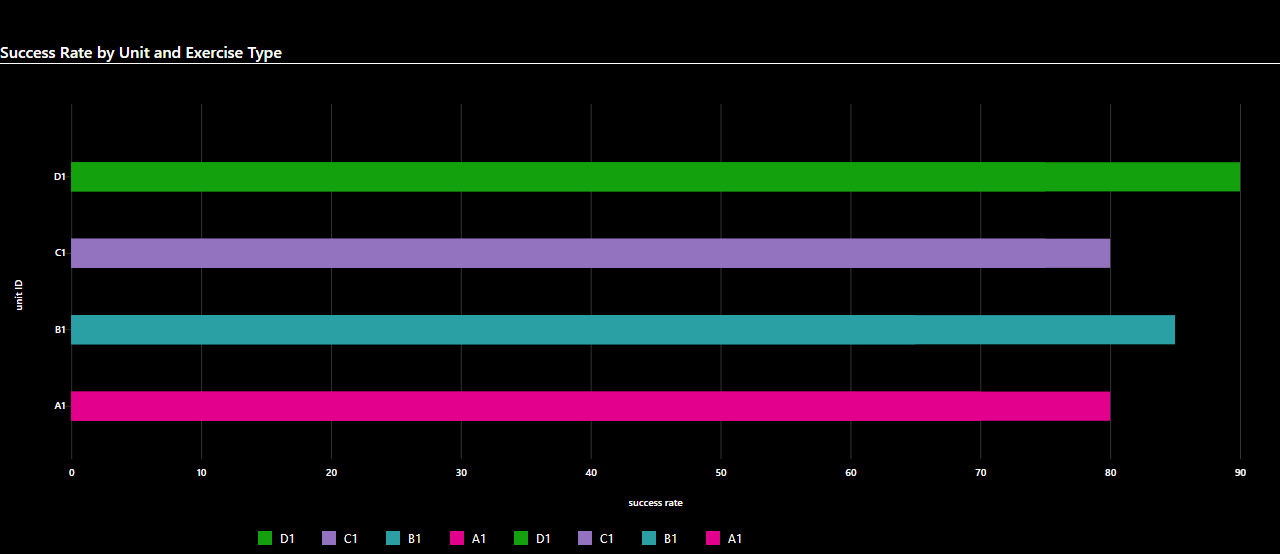 Success Rate by Unit and Exercise Type
D1
C1
B1
A1
unit ID
0 10 20 30 40 50 60 70 80 90
success rate
D1 C1 B1 A1 D1 C1 B1 A1